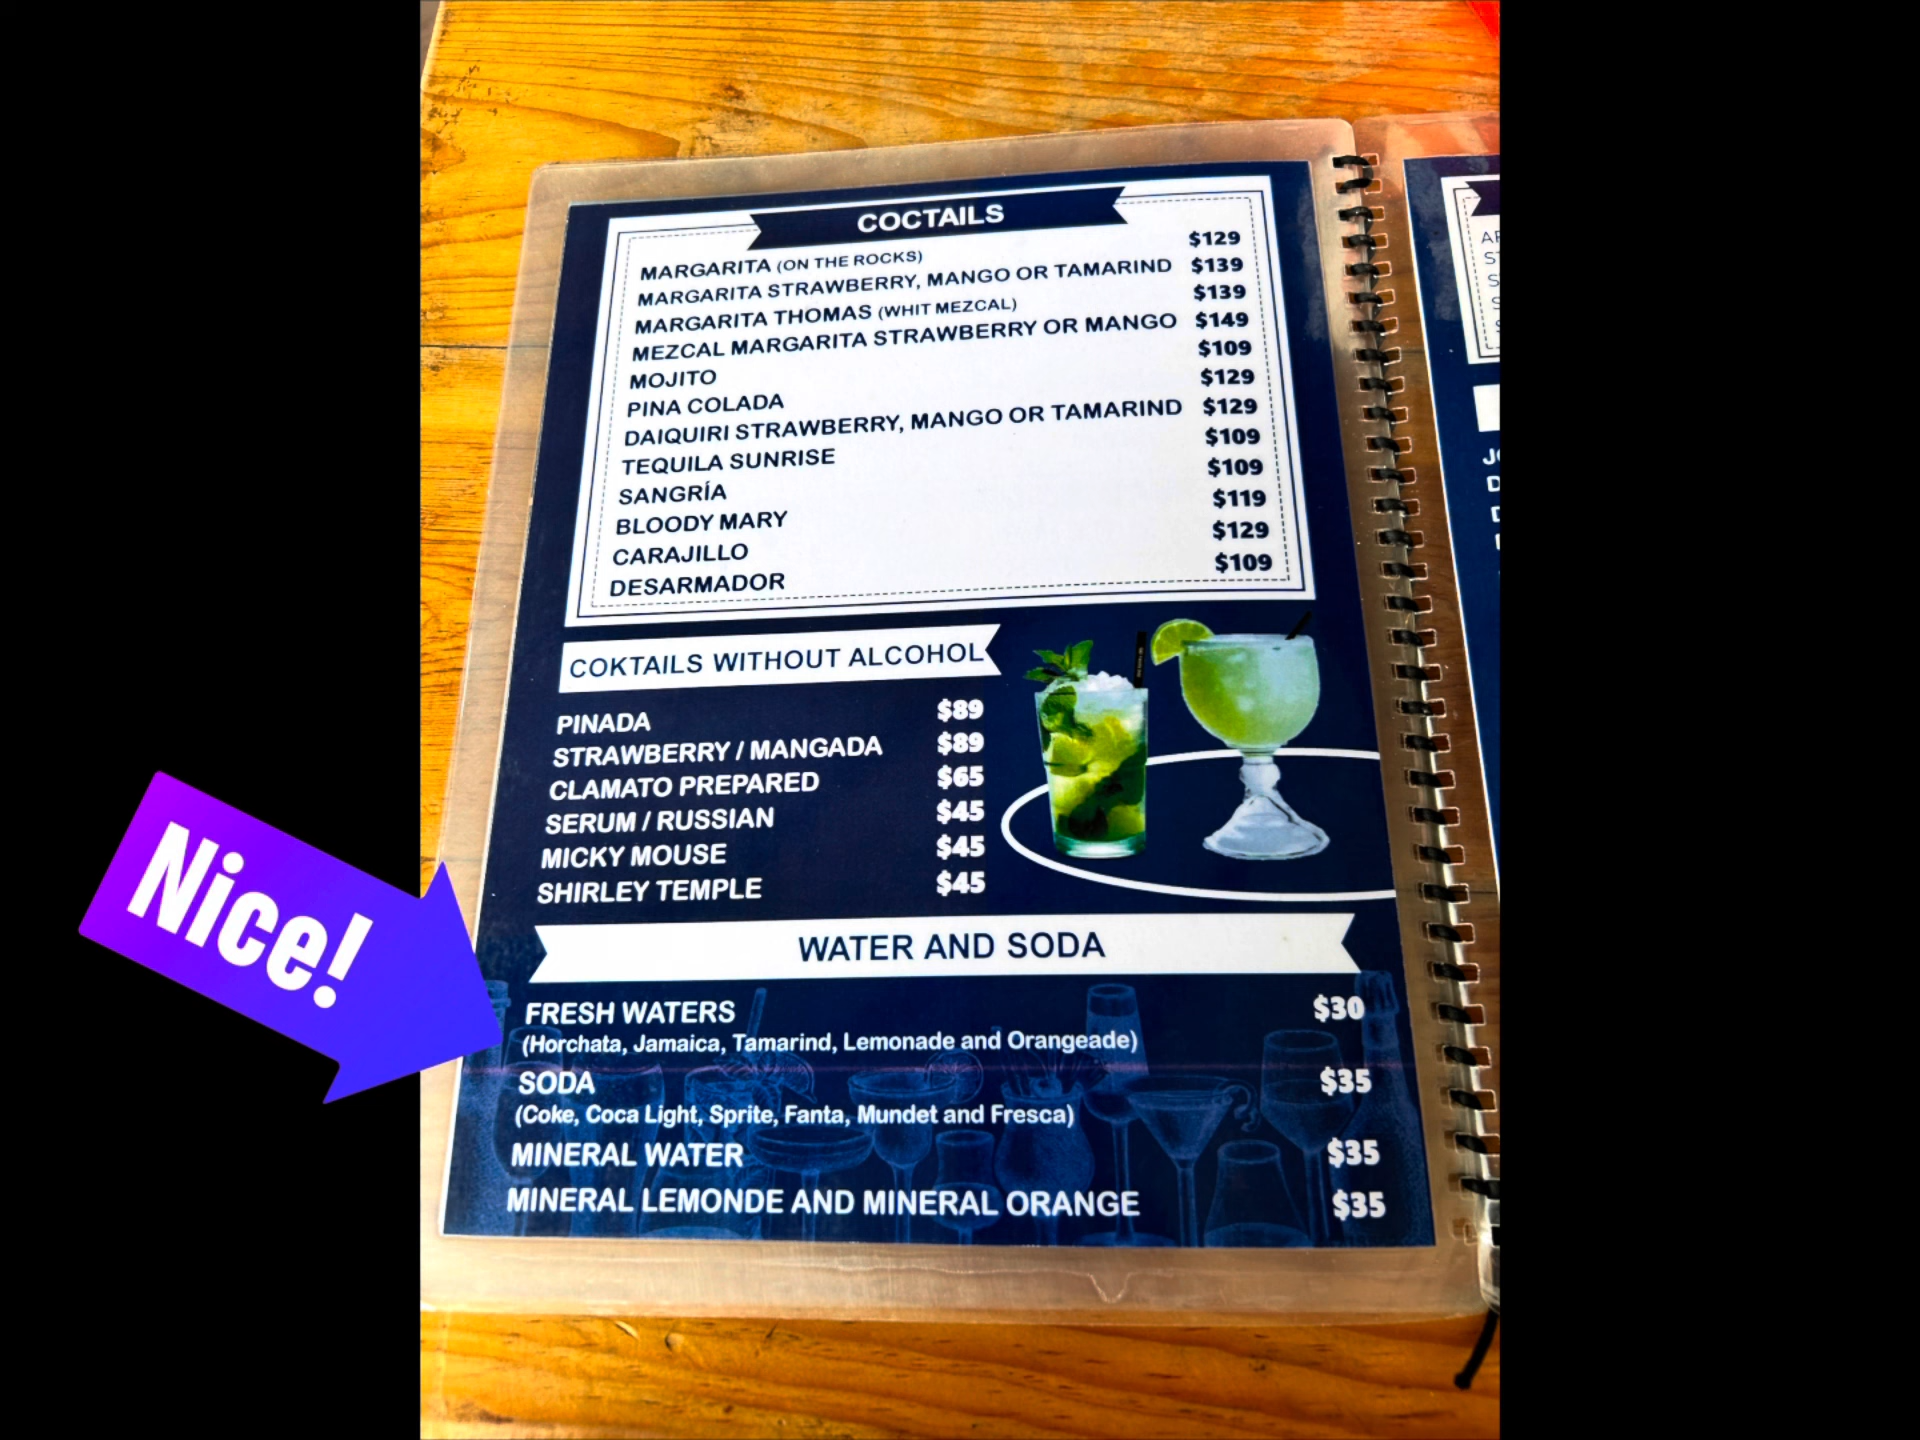 COCTAILS
MARGARITA (ON THE ROCKS) $129
MARGARITA STRAWBERRY, MANGO OR TAMARIND $139
MARGARITA THOMAS (WHIT MEZCAL) $139
MEZCAL MARGARITA STRAWBERRY OR MANGO $149
MOJITO $109
PINA COLADA $129
DAIQUIRI STRAWBERRY, MANGO OR TAMARIND $129
TEQUILA SUNRISE $109
SANGRÍA $109
BLOODY MARY $119
CARAJILLO $129
DESARMADOR $109
COKTAILS WITHOUT ALCOHOL
PINADA $89
STRAWBERRY / MANGADA $89
CLAMATO PREPARED $65
SERUM / RUSSIAN $45
MICKY MOUSE $45
SHIRLEY TEMPLE $45
Nice!
WATER AND SODA
FRESH WATERS $30
(Horchata, Jamaica, Tamarind, Lemonade and Orangeade)
SODA $35
(Coke, Coca Light, Sprite, Fanta, Mundet and Fresca)
MINERAL WATER $35
MINERAL LEMONDE AND MINERAL ORANGE $35